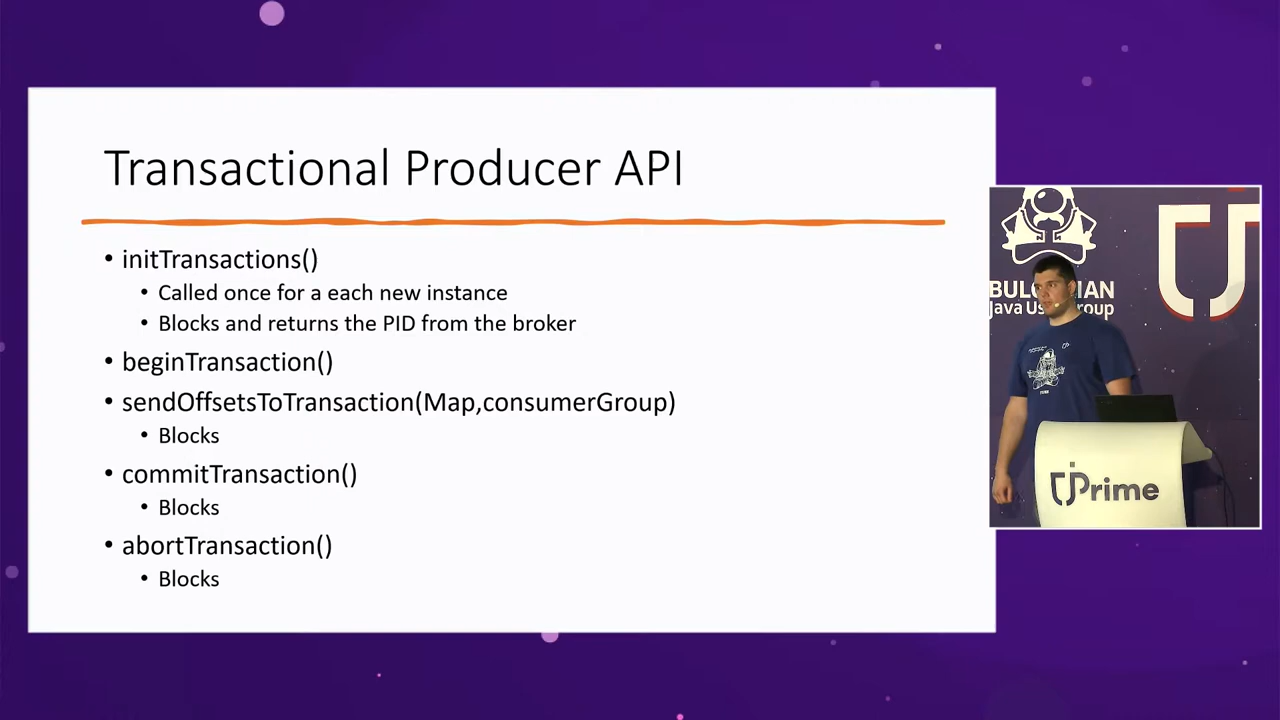 Transactional Producer API
• initTransactions()
• Called once for a each new instance
• Blocks and returns the PID from the broker
• beginTransaction()
• sendOffsetsToTransaction(Map,consumerGroup)
• Blocks
• commitTransaction()
• Blocks
• abortTransaction()
• Blocks
BULGARIAN
Java User Group
jPrime